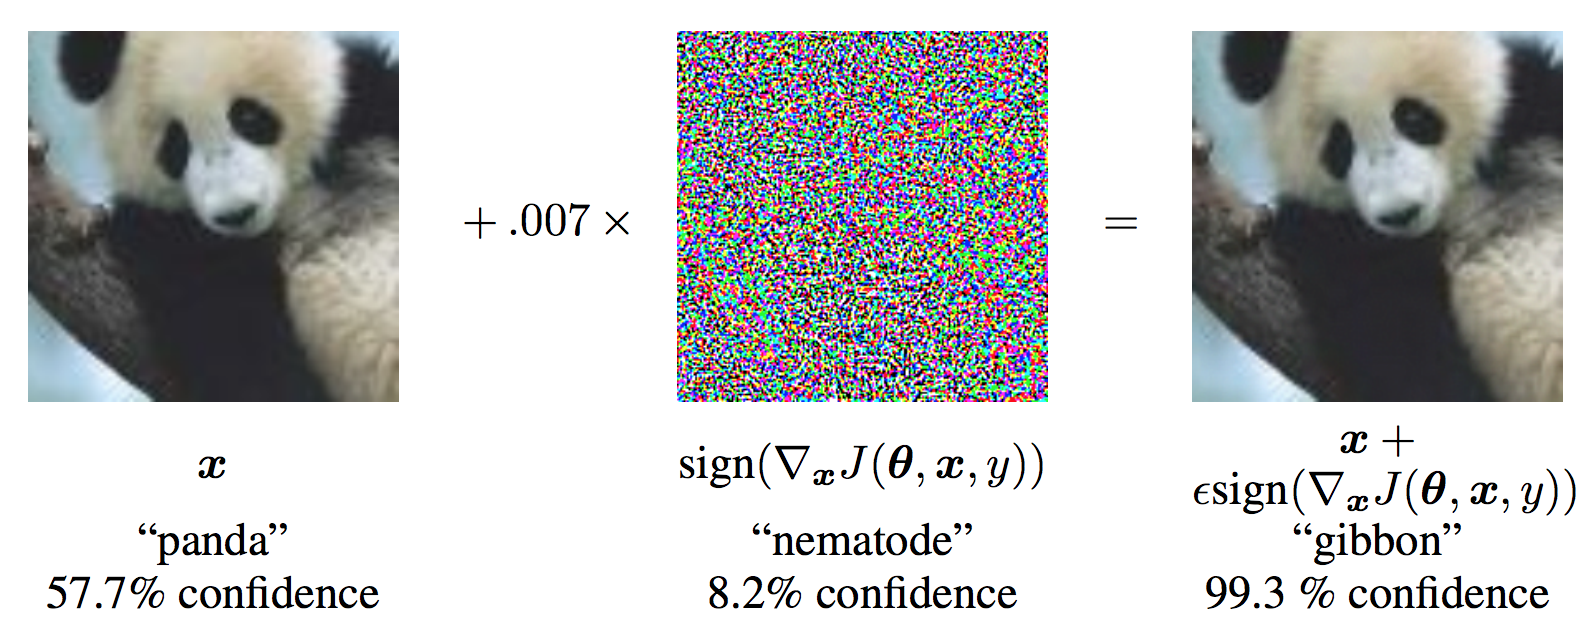 + .007 ×
=
x
“panda”
57.7% confidence
sign(∇ₓJ(θ, x, y))
“nematode”
8.2% confidence
x +
ϵsign(∇ₓJ(θ, x, y))
“gibbon”
99.3 % confidence